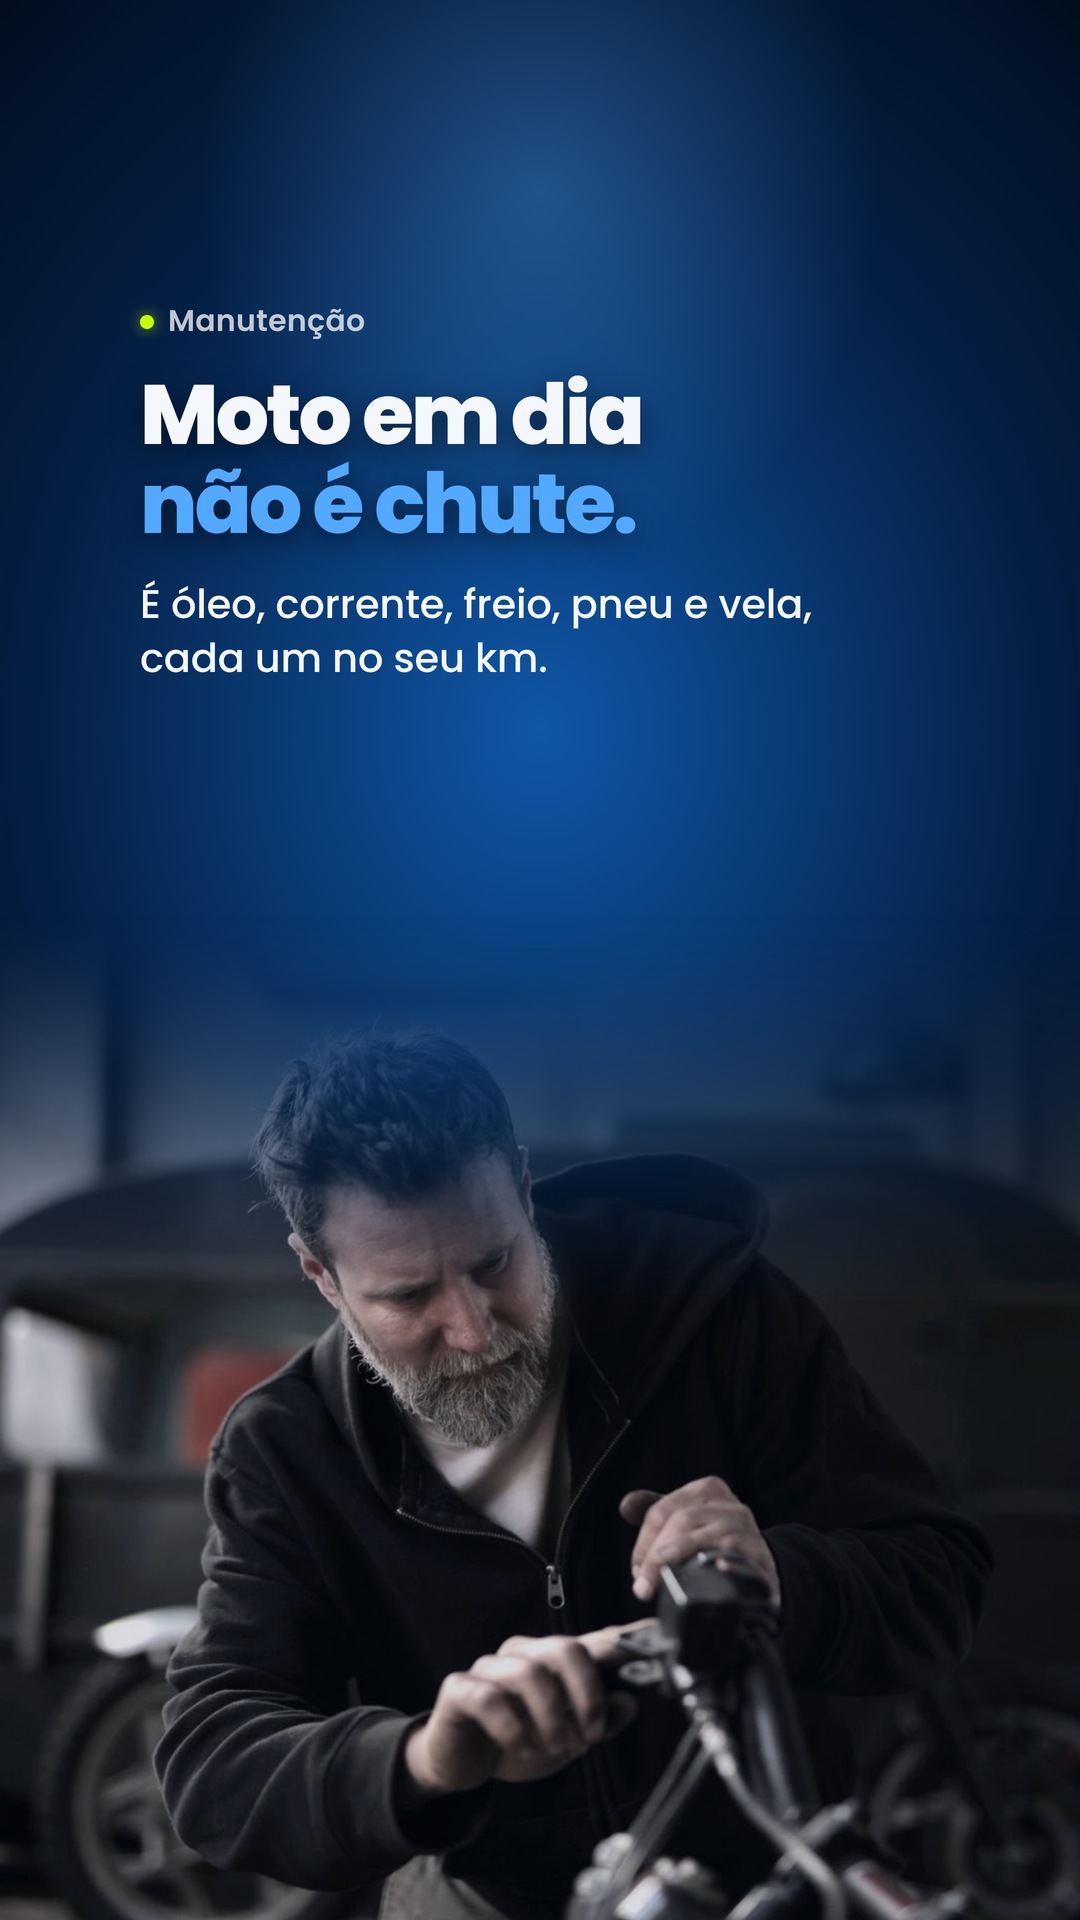 Manutenção
Moto em dia
não é chute.
É óleo, corrente, freio, pneu e vela,
cada um no seu km.